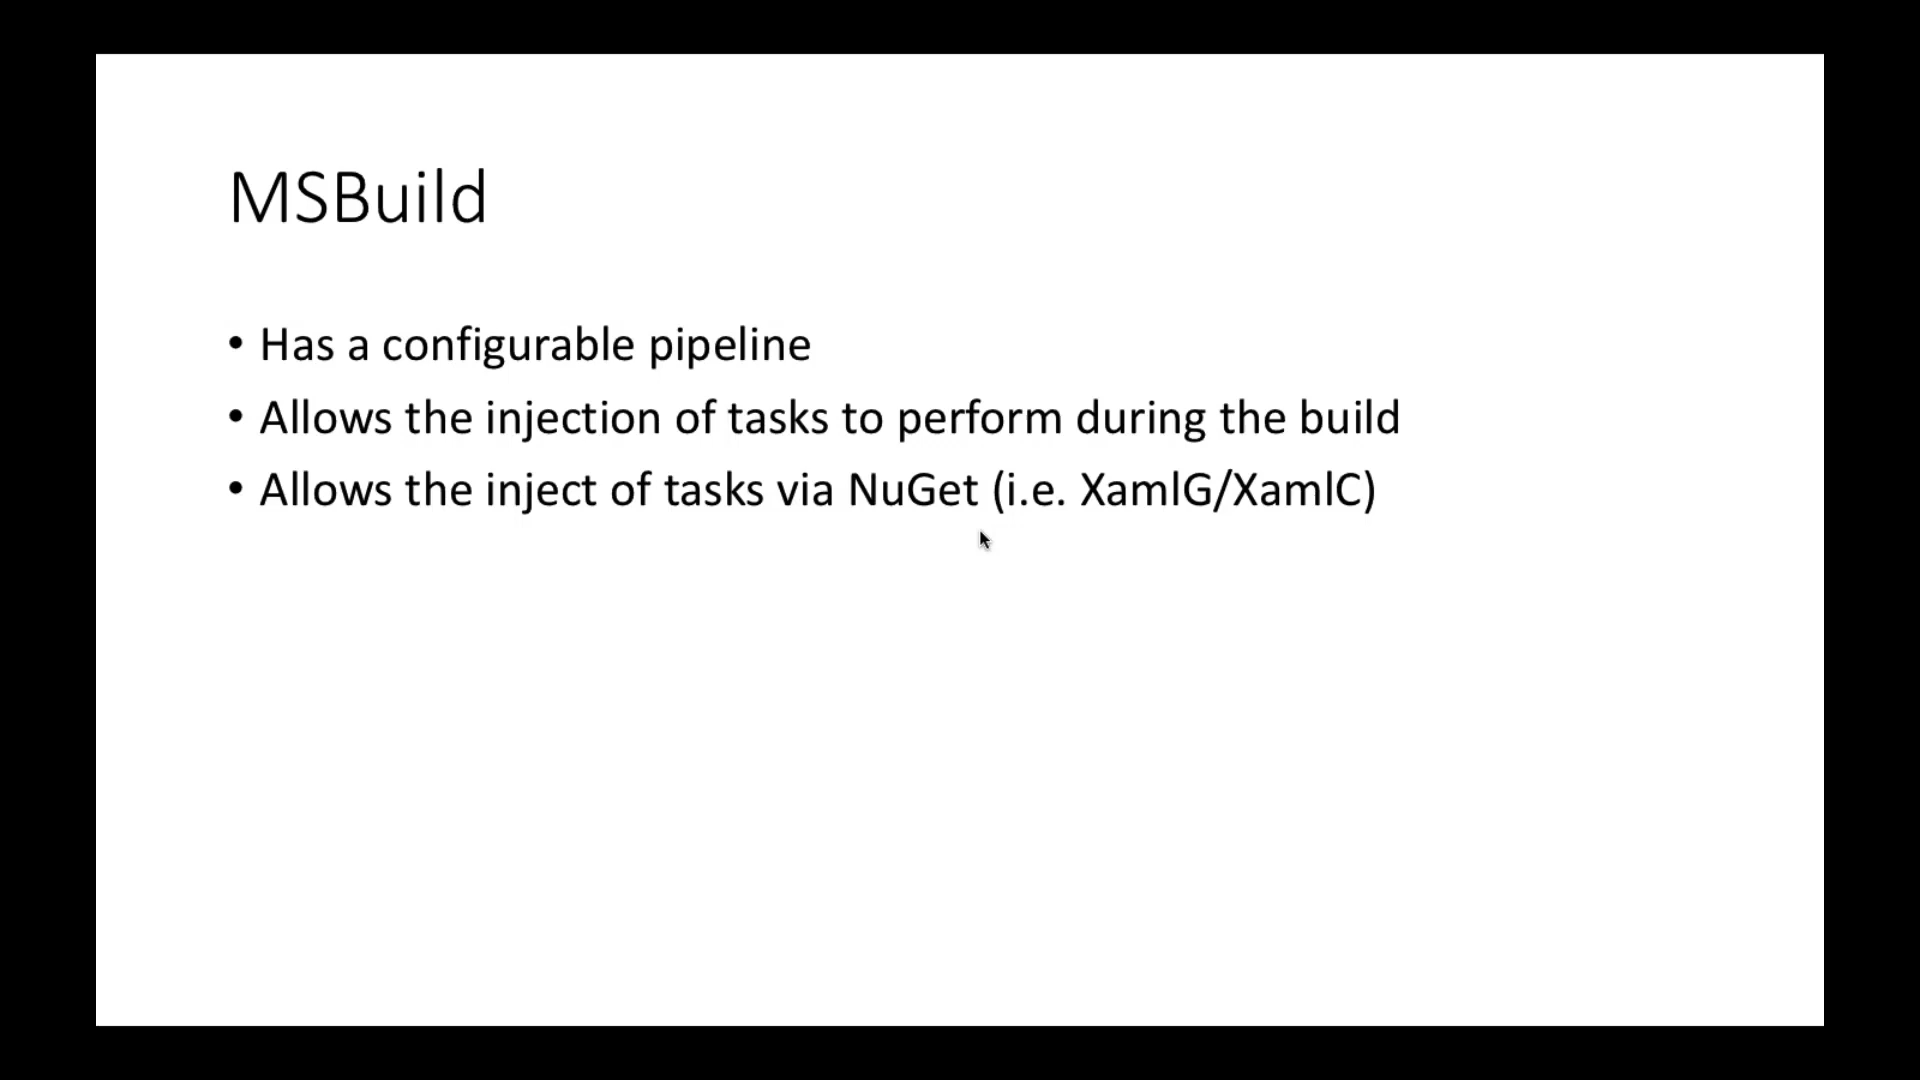 MSBuild
• Has a configurable pipeline
• Allows the injection of tasks to perform during the build
• Allows the inject of tasks via NuGet (i.e. XamlG/XamlC)